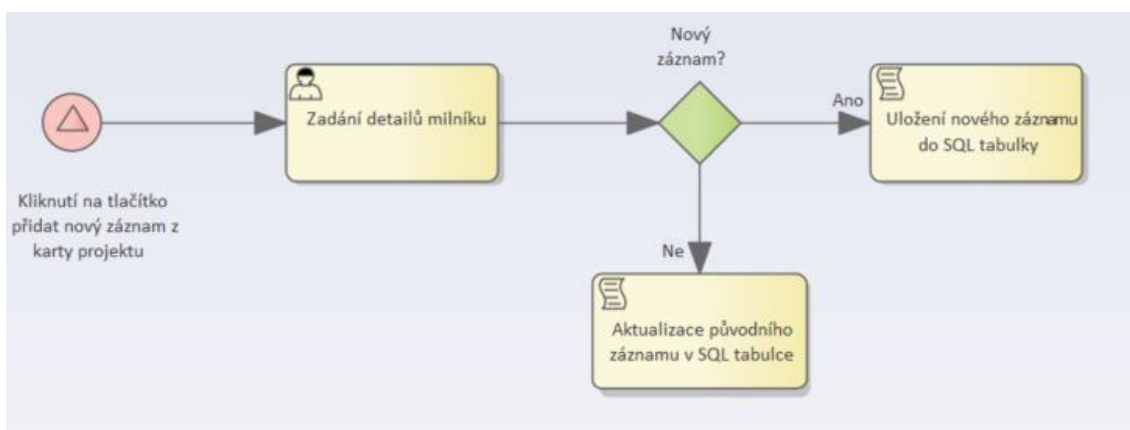 Nový
záznam?
Zadání detailů milníku
Ano
Uložení nového záznamu
do SQL tabulky
Kliknutí na tlačítko
přidat nový záznam z
karty projektu
Ne
Aktualizace původního
záznamu v SQL tabulce